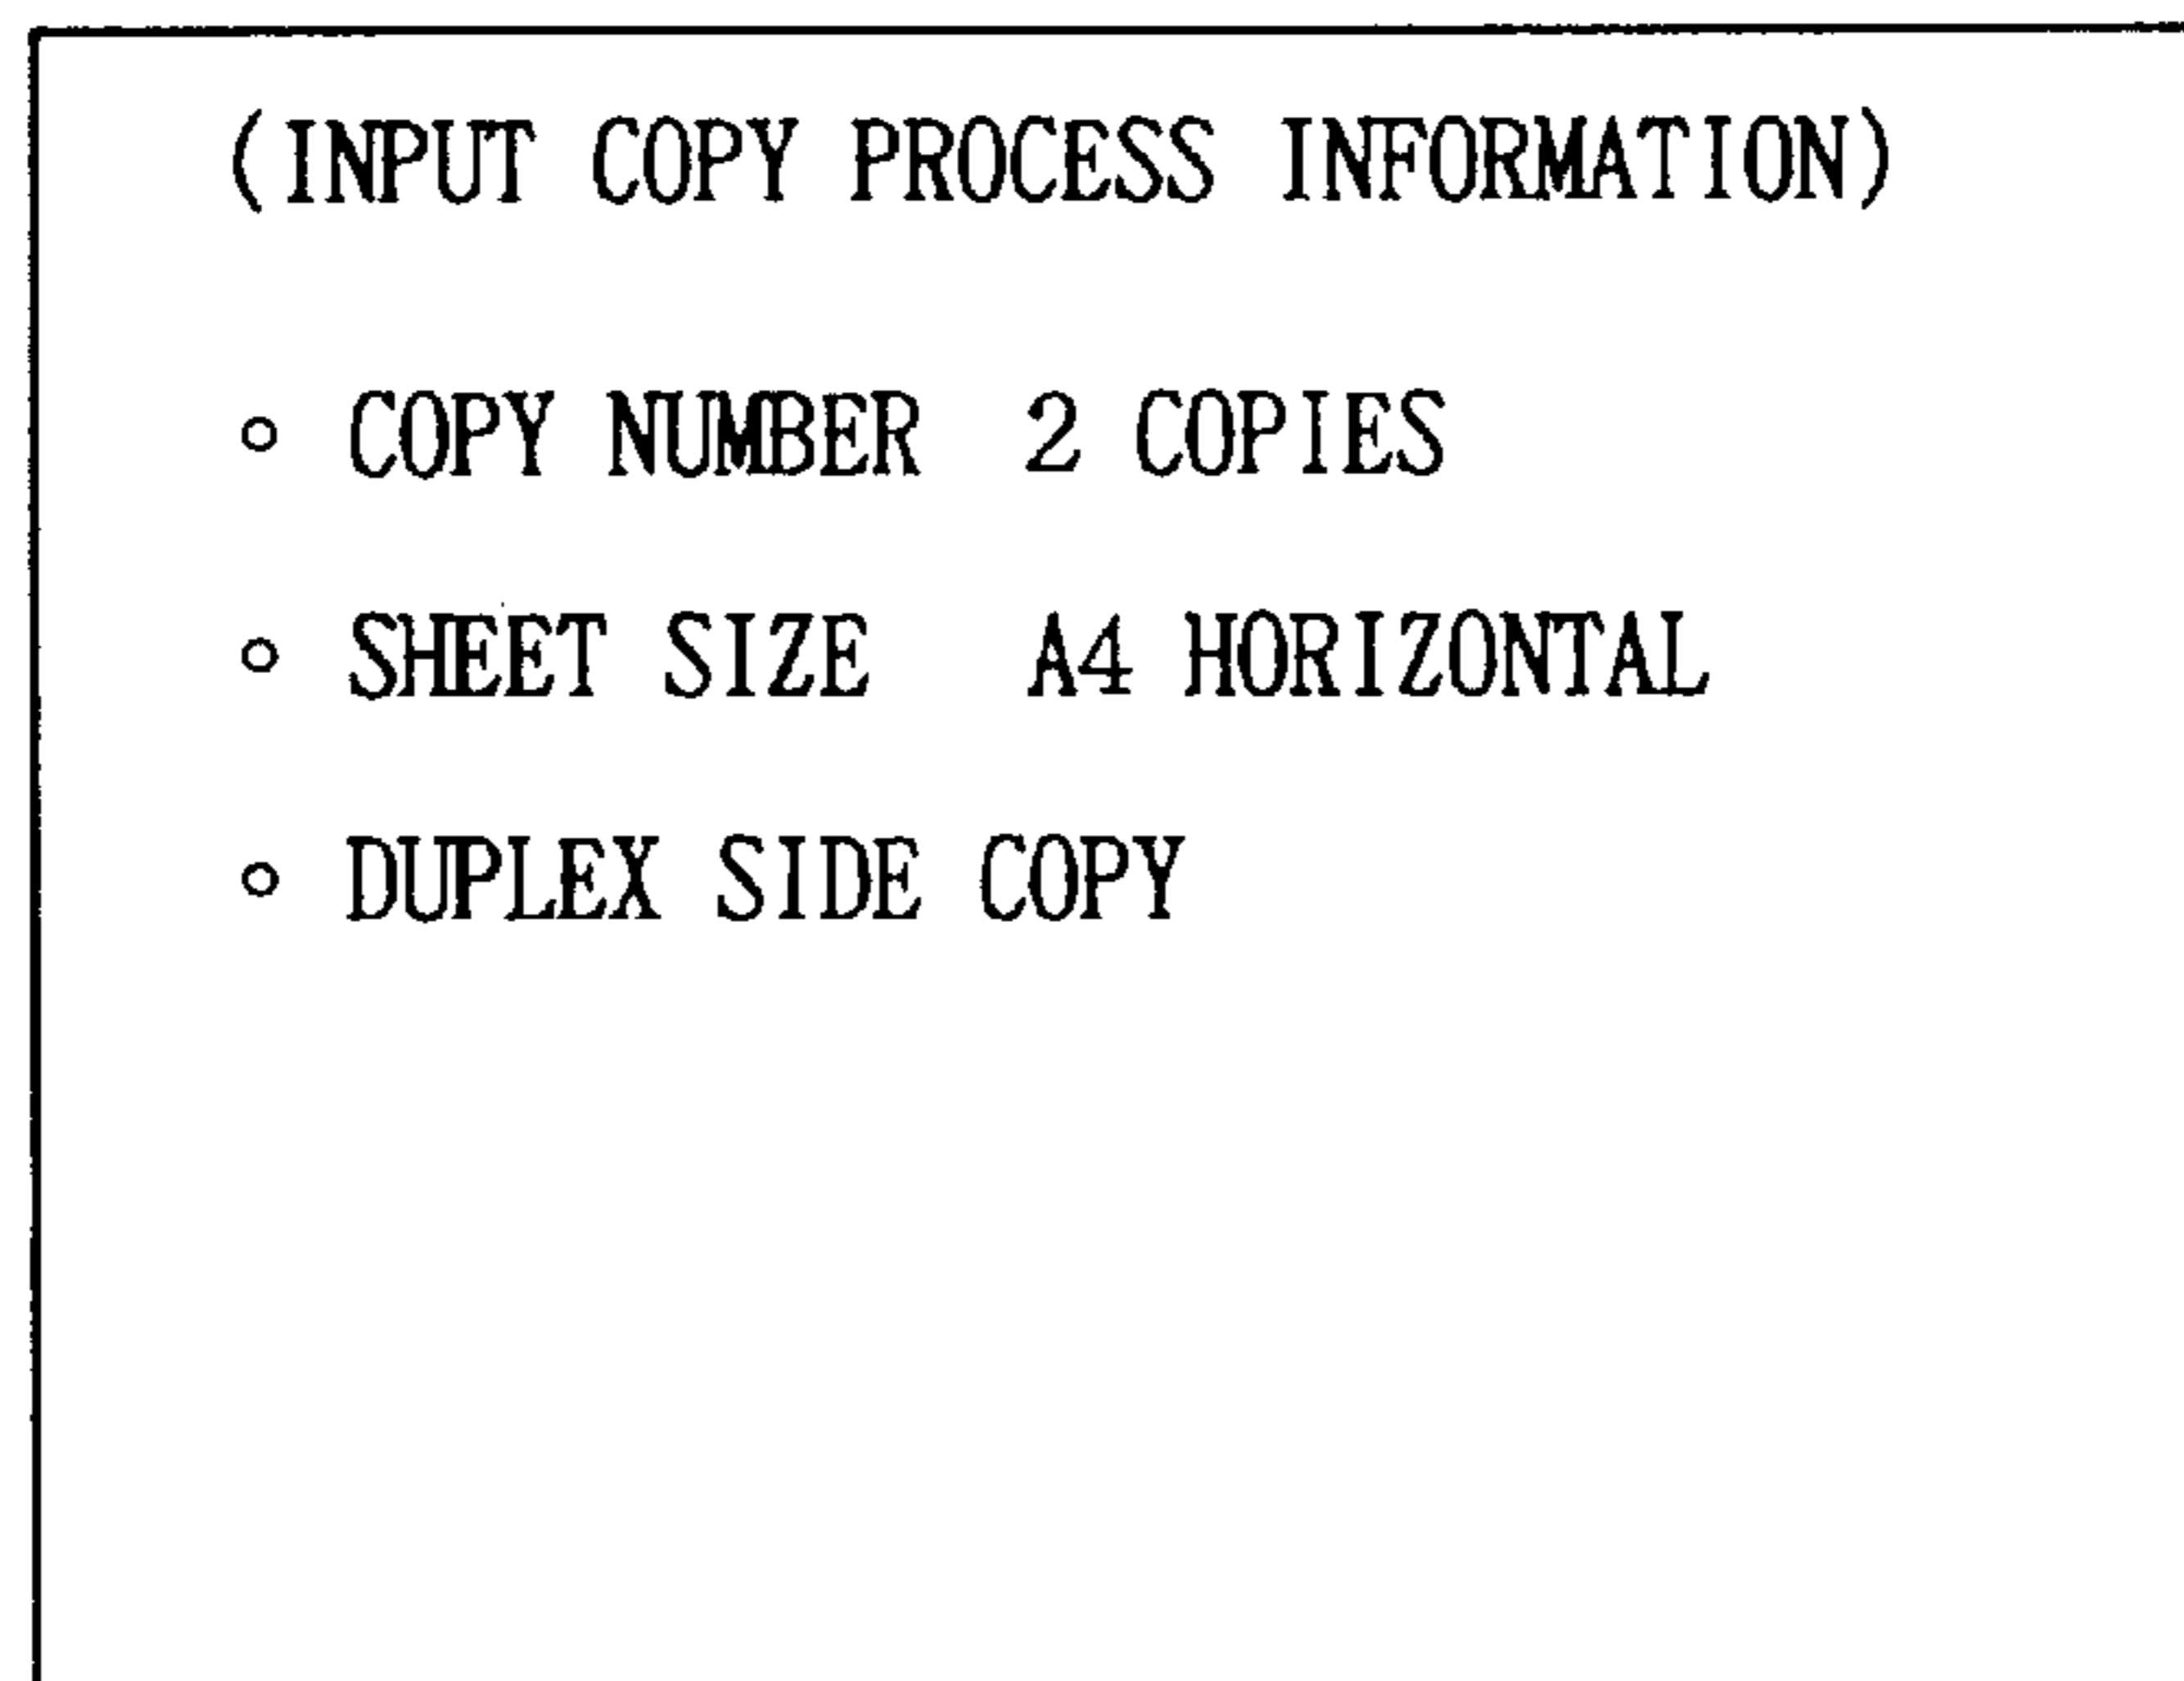 (INPUT COPY PROCESS INFORMATION)
○ COPY NUMBER 2 COPIES
○ SHEET SIZE A4 HORIZONTAL
○ DUPLEX SIDE COPY